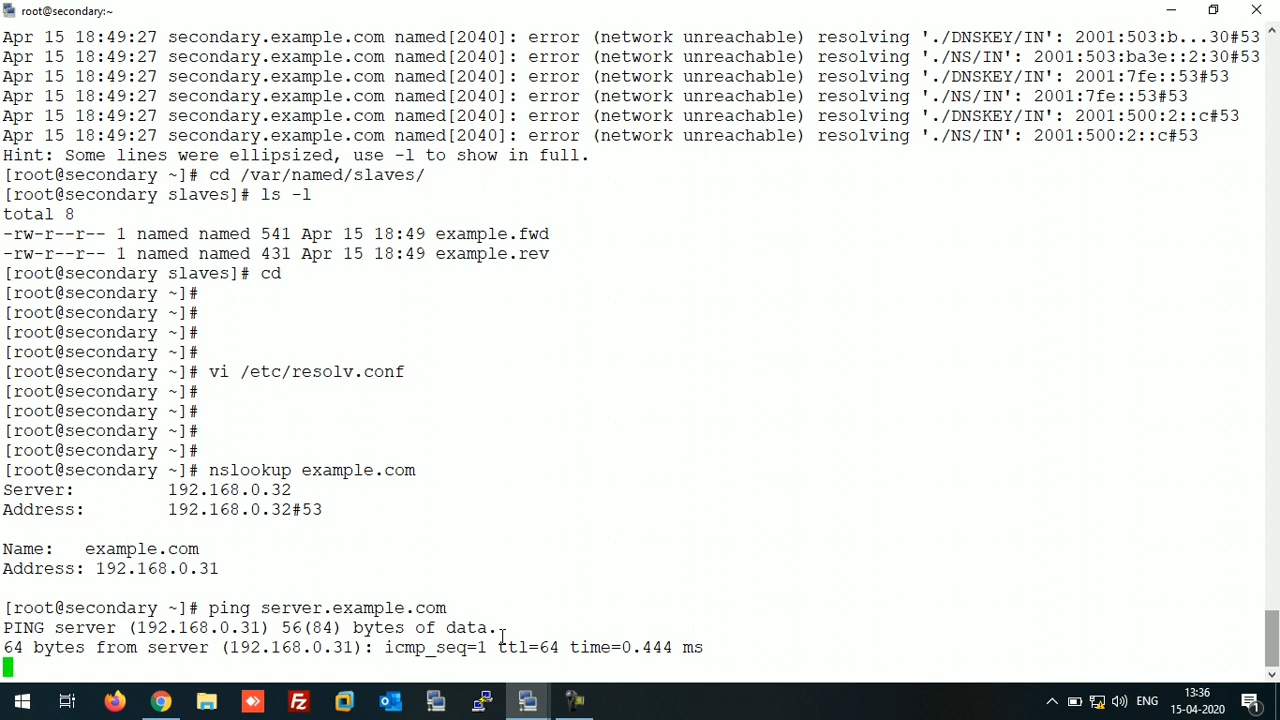 root@secondary:~
Apr 15 18:49:27 secondary.example.com named[2040]: error (network unreachable) resolving './DNSKEY/IN': 2001:503:b...30#53
Apr 15 18:49:27 secondary.example.com named[2040]: error (network unreachable) resolving './NS/IN': 2001:503:ba3e::2:30#53
Apr 15 18:49:27 secondary.example.com named[2040]: error (network unreachable) resolving './DNSKEY/IN': 2001:7fe::53#53
Apr 15 18:49:27 secondary.example.com named[2040]: error (network unreachable) resolving './NS/IN': 2001:7fe::53#53
Apr 15 18:49:27 secondary.example.com named[2040]: error (network unreachable) resolving './DNSKEY/IN': 2001:500:2::c#53
Apr 15 18:49:27 secondary.example.com named[2040]: error (network unreachable) resolving './NS/IN': 2001:500:2::c#53
Hint: Some lines were ellipsized, use -l to show in full.
[root@secondary ~]# cd /var/named/slaves/
[root@secondary slaves]# ls -l
total 8
-rw-r--r-- 1 named named 541 Apr 15 18:49 example.fwd
-rw-r--r-- 1 named named 431 Apr 15 18:49 example.rev
[root@secondary slaves]# cd
[root@secondary ~]#
[root@secondary ~]#
[root@secondary ~]#
[root@secondary ~]#
[root@secondary ~]# vi /etc/resolv.conf
[root@secondary ~]#
[root@secondary ~]#
[root@secondary ~]#
[root@secondary ~]#
[root@secondary ~]# nslookup example.com
Server: 192.168.0.32
Address: 192.168.0.32#53
Name: example.com
Address: 192.168.0.31
[root@secondary ~]# ping server.example.com
PING server (192.168.0.31) 56(84) bytes of data.
64 bytes from server (192.168.0.31): icmp_seq=1 ttl=64 time=0.444 ms
ENG
13:36
15-04-2020
1